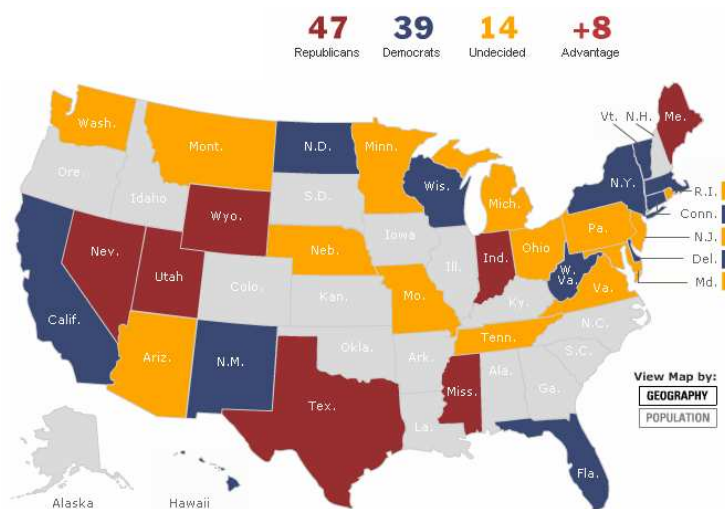 47 39 14 +8
Republicans Democrats Undecided Advantage
Wash.
Mont.
N.D.
Minn.
Vt. N.H. Me.
Ore.
Idaho
S.D.
Wis.
Mich.
N.Y.
R.I.
Conn.
Wyo.
Iowa
Pa.
N.J.
Nev.
Utah
Neb.
Ill.
Ind.
Ohio
Del.
Calif.
Colo.
Kan.
Mo.
Ky.
W.
Va.
Va.
Md.
Ariz.
N.M.
Okla.
Ark.
Tenn.
N.C.
S.C.
Tex.
La.
Miss.
Ala.
Ga.
Fla.
View Map by:
GEOGRAPHY
POPULATION
Alaska
Hawaii